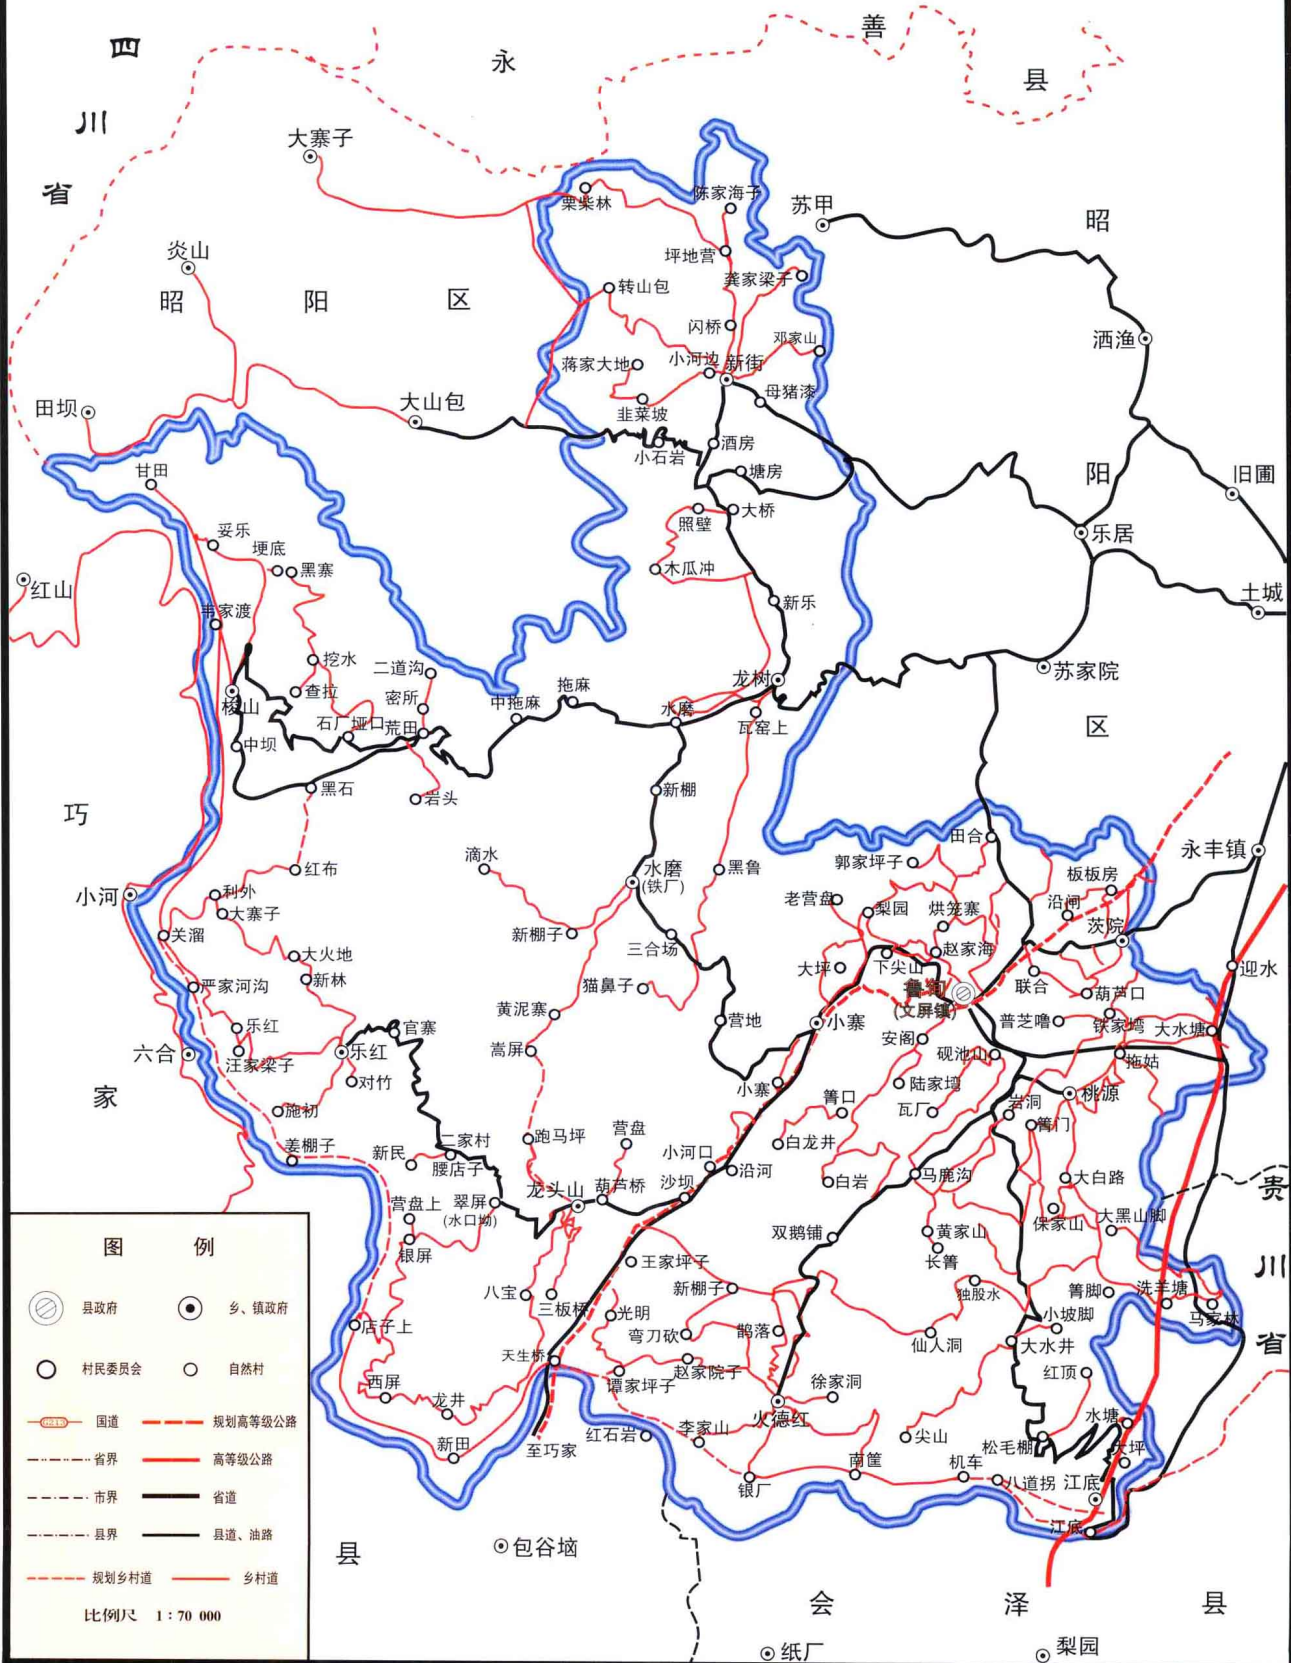 四川省
永善县
大寨子
栗柴林
陈家海子
苏甲
昭阳区
炎山
昭阳区
坪地营
龚家梁子
转山包
闪桥
邓家山
洒渔
蒋家大地
小河边
新街
母猪漆
田坝
大山包
韭菜坡
小石岩
酒房
塘房
旧圃
甘田
照壁
大桥
乐居
妥乐
埂底
黑寨
木瓜冲
红山
新乐
土城
韦家渡
挖水
二道沟
龙树
苏家院
梭山
查拉
密所
中拖麻
拖麻
石厂垭口
荒田
水磨
瓦窑上
中坝
黑石
岩头
新棚
巧家县
田合
滴水
水磨
(铁厂)
黑鲁
郭家坪子
永丰镇
红布
板板房
小河
利外
大寨子
老营盘
梨园
烘笼寨
沿闸
茨院
关溜
新棚子
三合场
赵家海
大火地
新林
大坪
下尖山
迎水
严家河沟
猫鼻子
鲁甸
(文屏镇)
联合
葫芦口
黄泥寨
营地
小寨
普芝噜
铁家湾
大水塘
乐红
官寨
安阁
六合
汪家梁子
乐红
嵩屏
砚池山
拖姑
对竹
小寨
陆家垴
桃源
施初
箐口
瓦厂
岩洞
箐门
姜棚子
新民
二家村
腰店子
跑马坪
营盘
小河口
沿河
白龙井
马鹿沟
大白路
白岩
营盘上
翠屏
(水口坳)
龙头山
葫芦桥
沙坝
保家山
大黑山脚
贵川省
银屏
双鹅铺
黄家山
长箐
王家坪子
新棚子
八宝
三板桥
独股水
箐脚
洗羊塘
马家林
店子上
光明
弯刀砍
鹊落
仙人洞
小坡脚
大水井
天生桥
赵家院子
谭家坪子
红顶
西屏
龙井
徐家洞
火德红
水塘
新田
至巧家
红石岩
李家山
尖山
松毛棚
大坪
银厂
南筐
机车
八道拐
江底
江底
包谷垴
会泽县
纸厂
梨园
图例
县政府
乡、镇政府
村民委员会
自然村
国道
规划高等级公路
省界
高等级公路
市界
省道
县界
县道、油路
规划乡村道
乡村道
比例尺 1:70 000